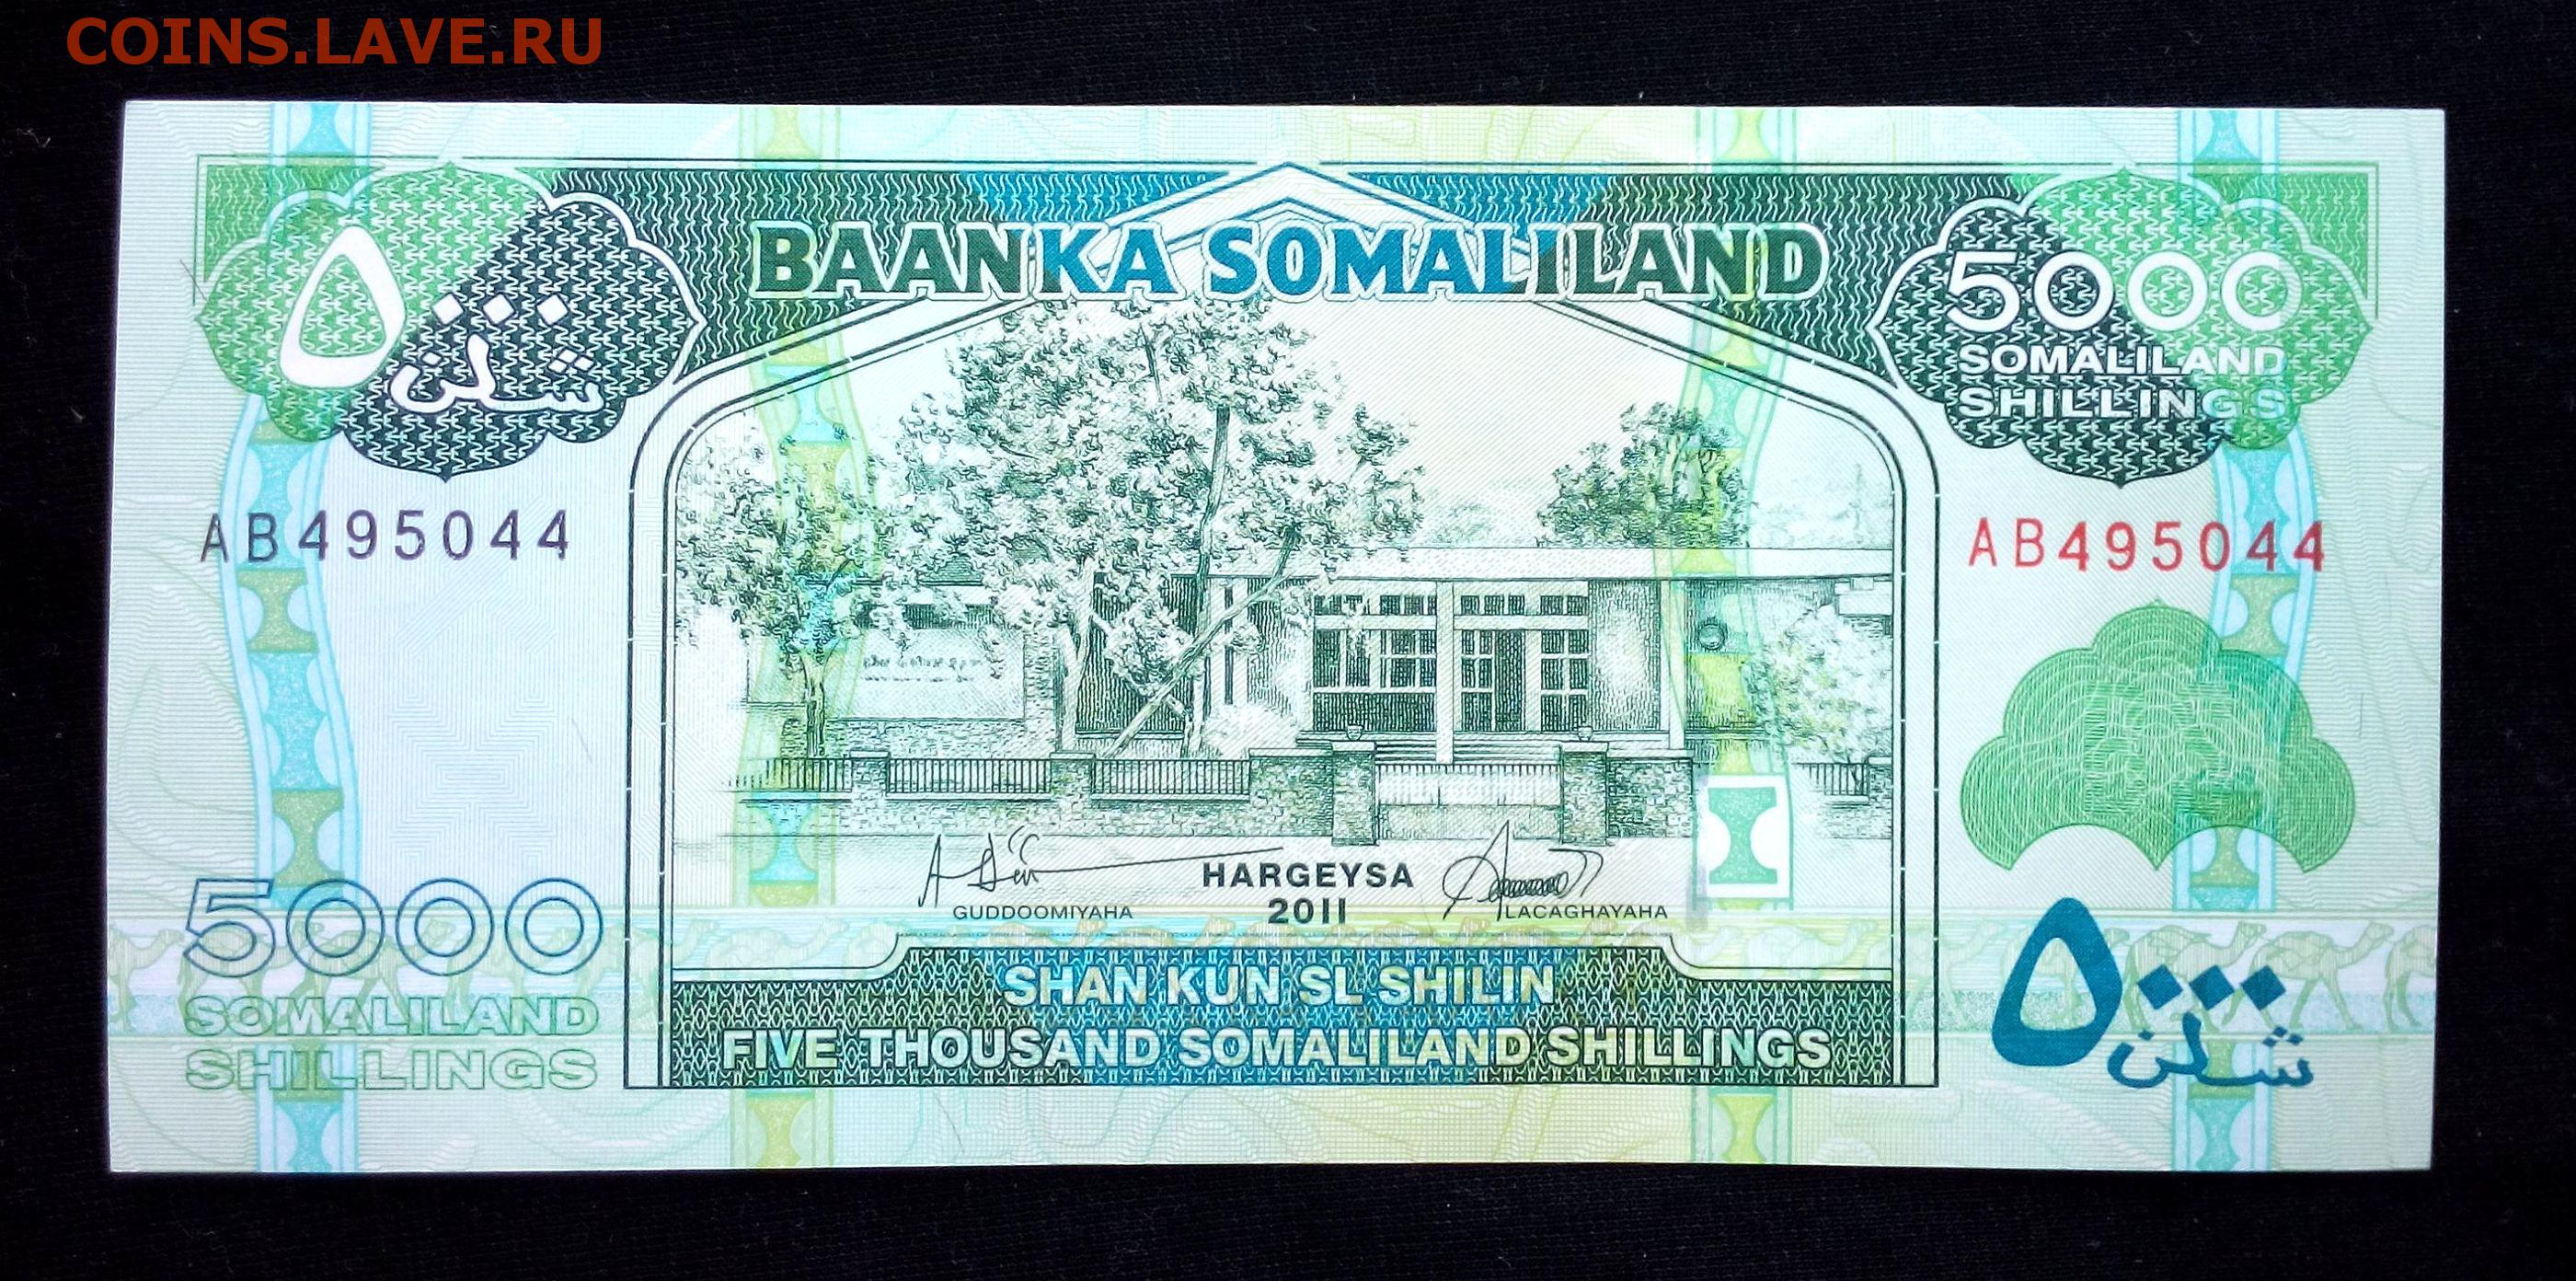 COINS.LAVE.RU
BAANKA SOMALILAND
٥٠٠٠
شلن
5000
SOMALILAND
SHILLINGS
AB495044
AB495044
HARGEYSA
2011
GUDDOOMIYAHA
LACAGHAYAHA
5000
SOMALILAND
SHILLINGS
SHAN KUN SL SHILIN
FIVE THOUSAND SOMALILAND SHILLINGS
٥٠٠٠
شلن